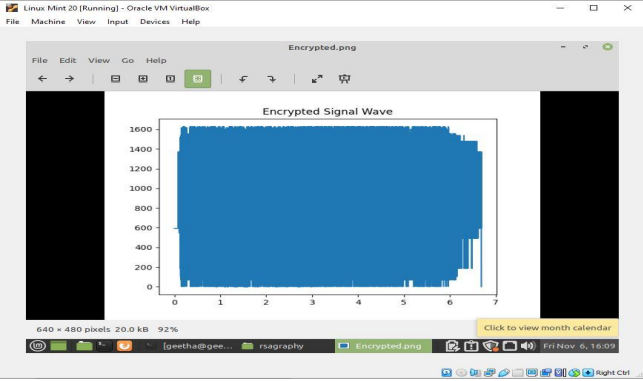 Linux Mint 20 [Running] - Oracle VM VirtualBox
File Machine View Input Devices Help
Encrypted.png
File Edit View Go Help
Encrypted Signal Wave
1600
1400
1200
1000
800
600
400
200
0
0 1 2 3 4 5 6 7
640 × 480 pixels 20.0 kB 92%
Click to view month calendar
[geetha@gee... rsagraphy Encrypted.png Fri Nov 6, 16:09
Right Ctrl